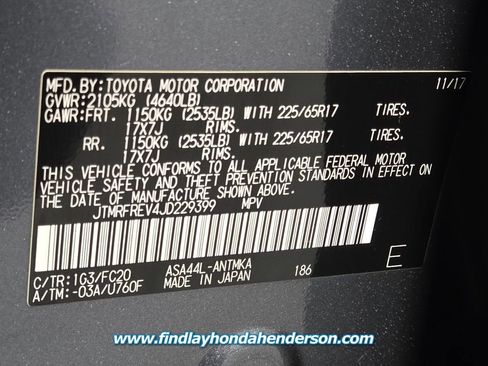 MFD.BY:TOYOTA MOTOR CORPORATION 11/17
GVWR:2105KG (4640LB)
GAWR:FRT. 1150KG (2535LB) WITH 225/65R17 TIRES.
17X7J RIMS.
RR. 1150KG (2535LB) WITH 225/65R17 TIRES.
17X7J RIMS.
THIS VEHICLE CONFORMS TO ALL APPLICABLE FEDERAL MOTOR
VEHICLE SAFETY AND THEFT PREVENTION STANDARDS IN EFFECT ON
THE DATE OF MANUFACTURE SHOWN ABOVE.
JTMRFREV4JD229399 MPV
C/TR:1G3/FC20 ASA44L-ANTMKA 186 E
A/TM:-03A/U760F MADE IN JAPAN
www.findlayhondahenderson.com